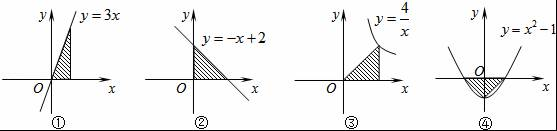 y y = 3x O x ①
y y = −x + 2 O x ②
y y = 4/x O x ③
y y = x² − 1 O x ④